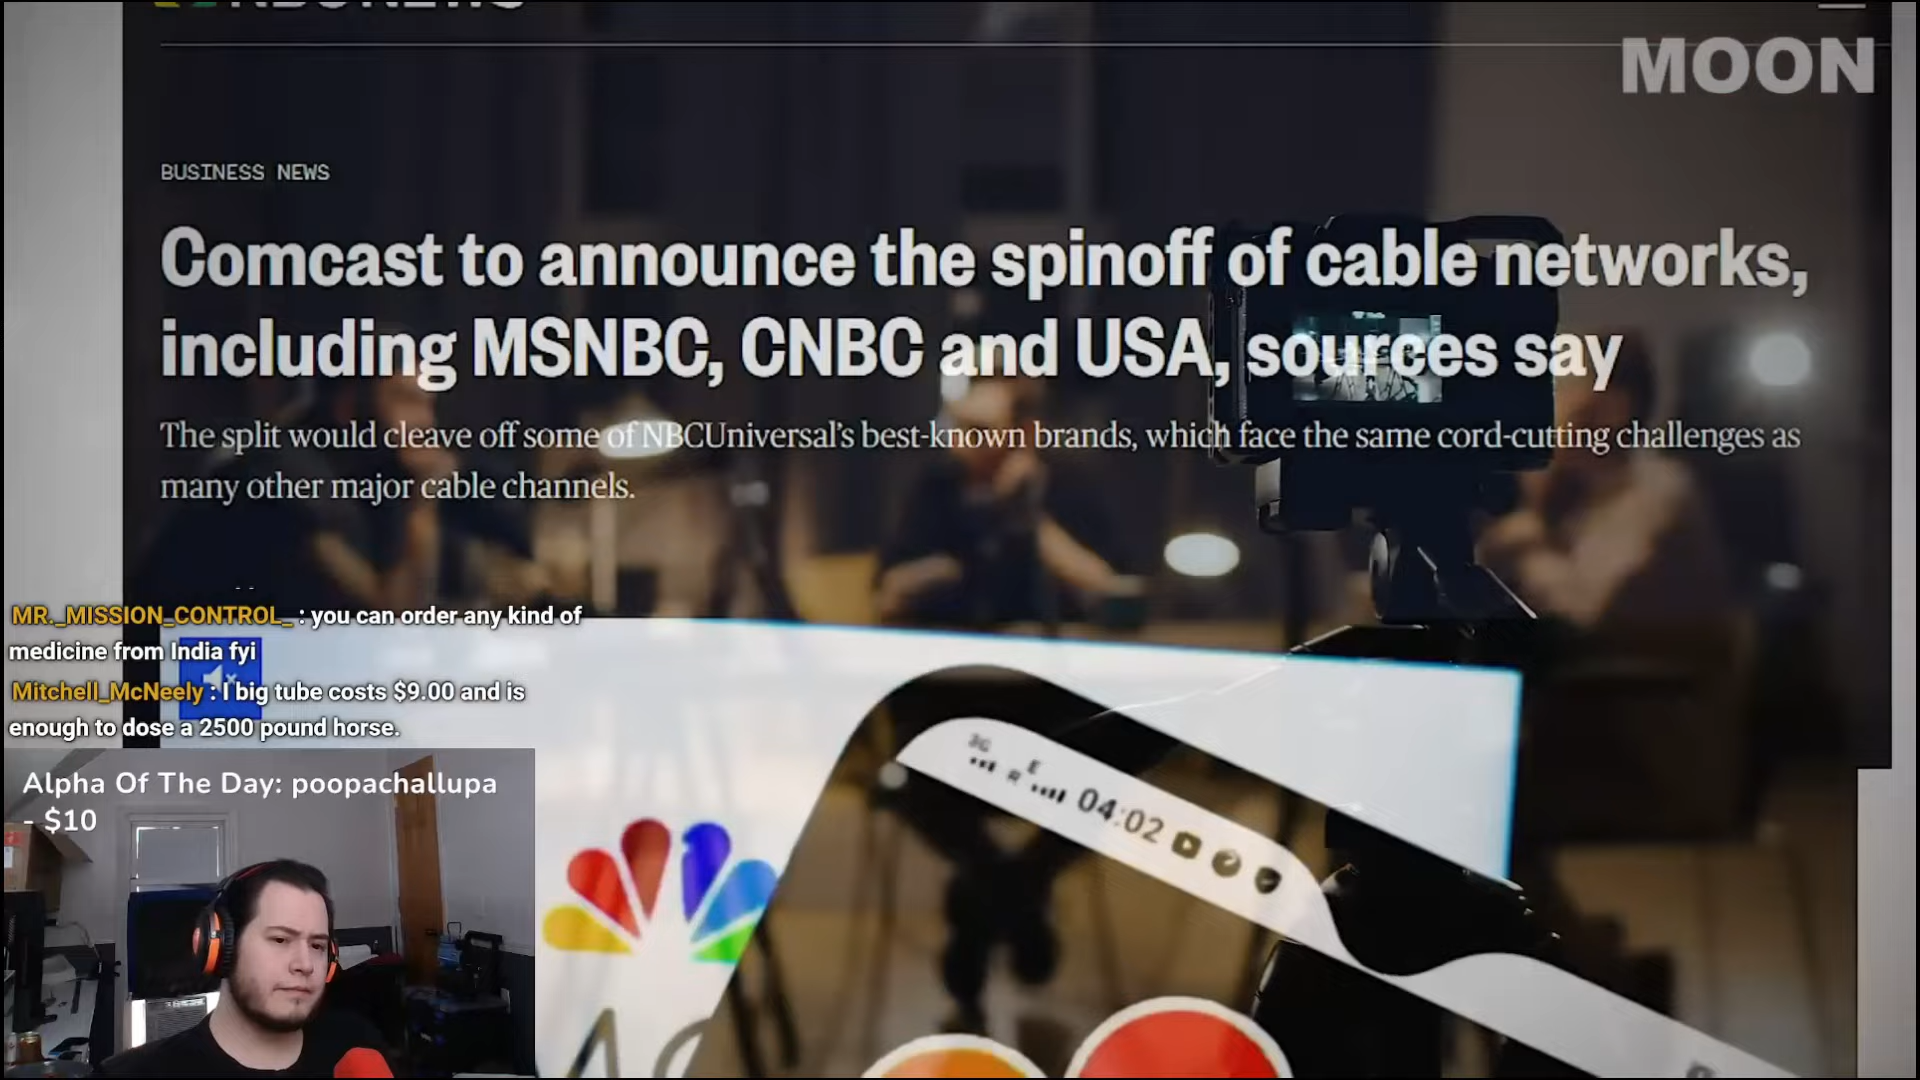 NBC NEWS
MOON
BUSINESS NEWS
Comcast to announce the spinoff of cable networks,
including MSNBC, CNBC and USA, sources say
The split would cleave off some of NBCUniversal's best-known brands, which face the same cord-cutting challenges as
many other major cable channels.
MR._MISSION_CONTROL_ : you can order any kind of
medicine from India fyi
Mitchell_McNeely : I big tube costs $9.00 and is
enough to dose a 2500 pound horse.
Alpha Of The Day: poopachallupa
- $10
3G
R
E
04:02